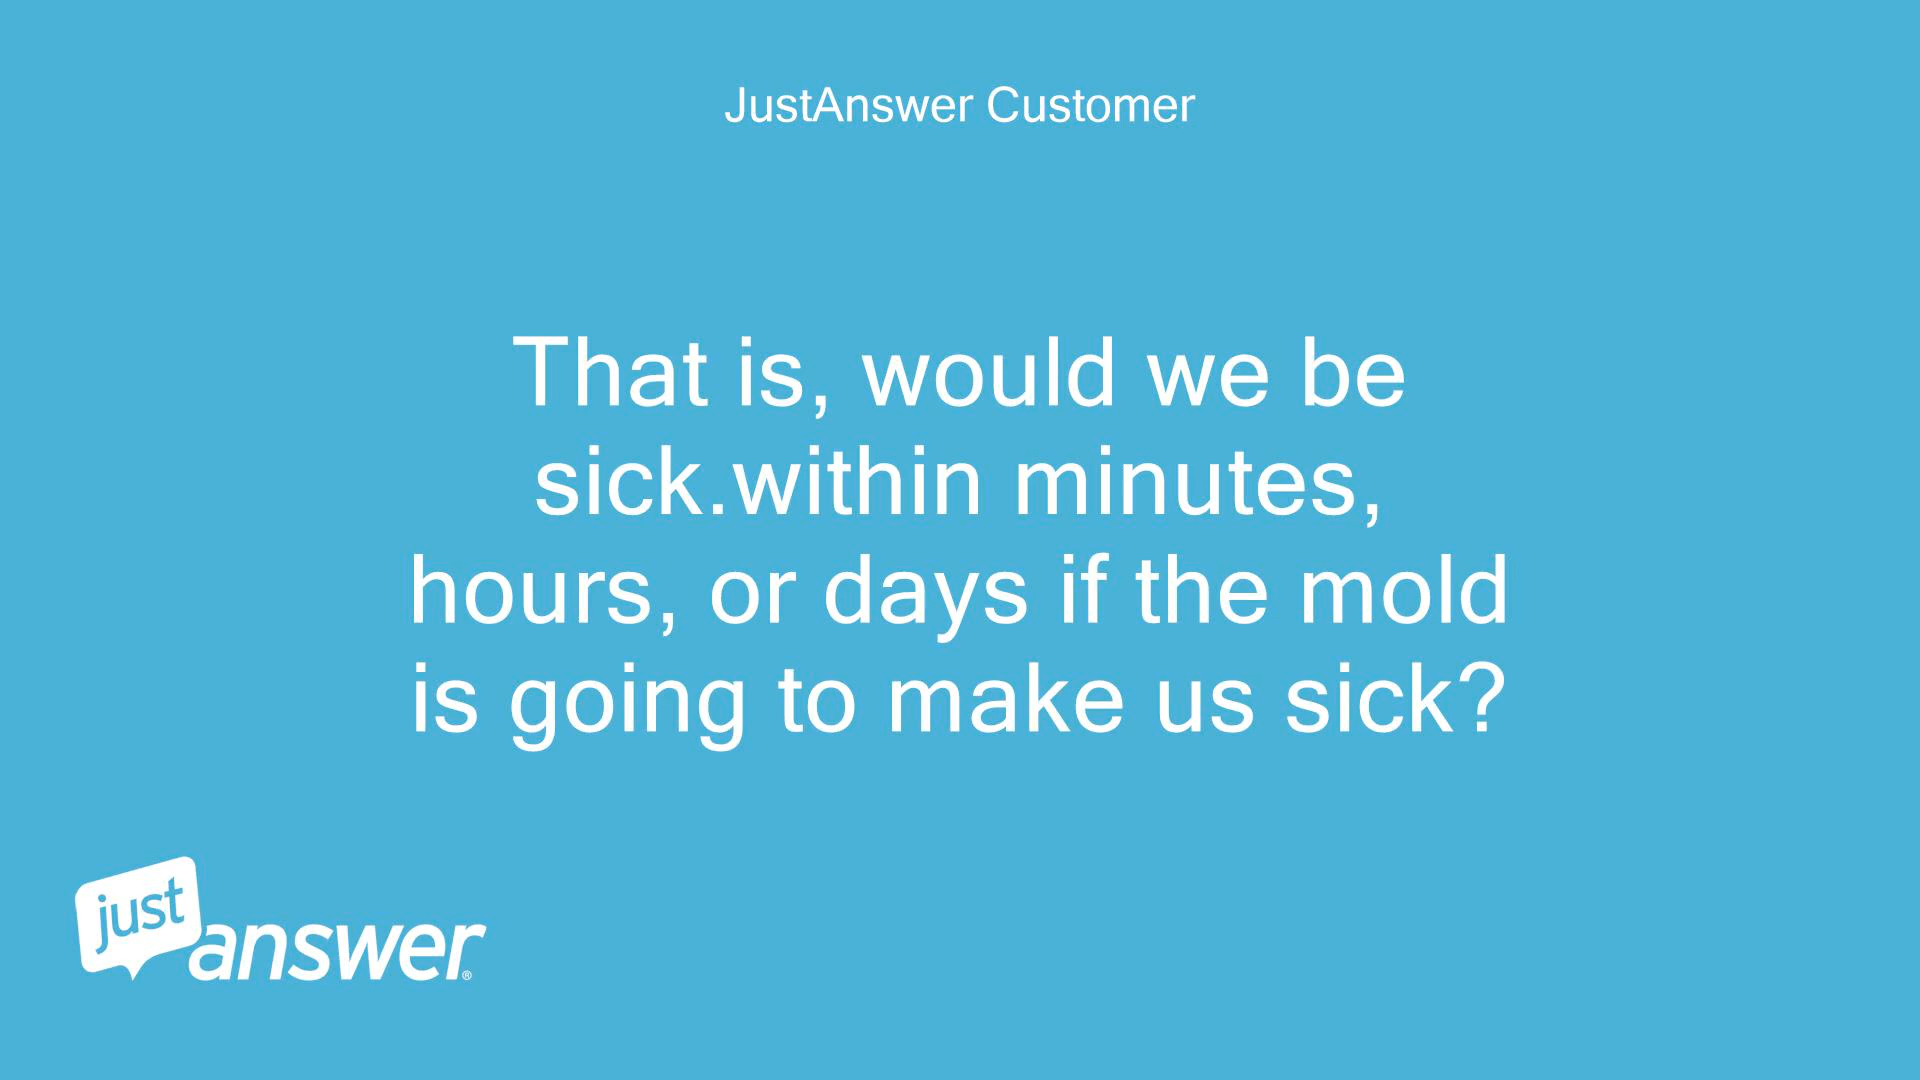 JustAnswer Customer
That is, would we be
sick.within minutes,
hours, or days if the mold
is going to make us sick?
just
answer®